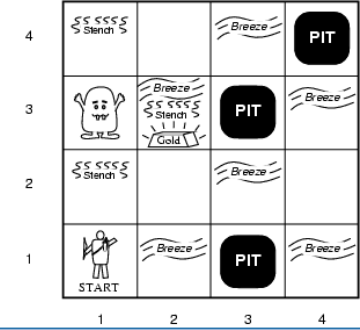 4 Stench Breeze PIT
Breeze
3 Stench PIT Breeze
Gold
2 Stench Breeze
1 START Breeze PIT Breeze
1 2 3 4